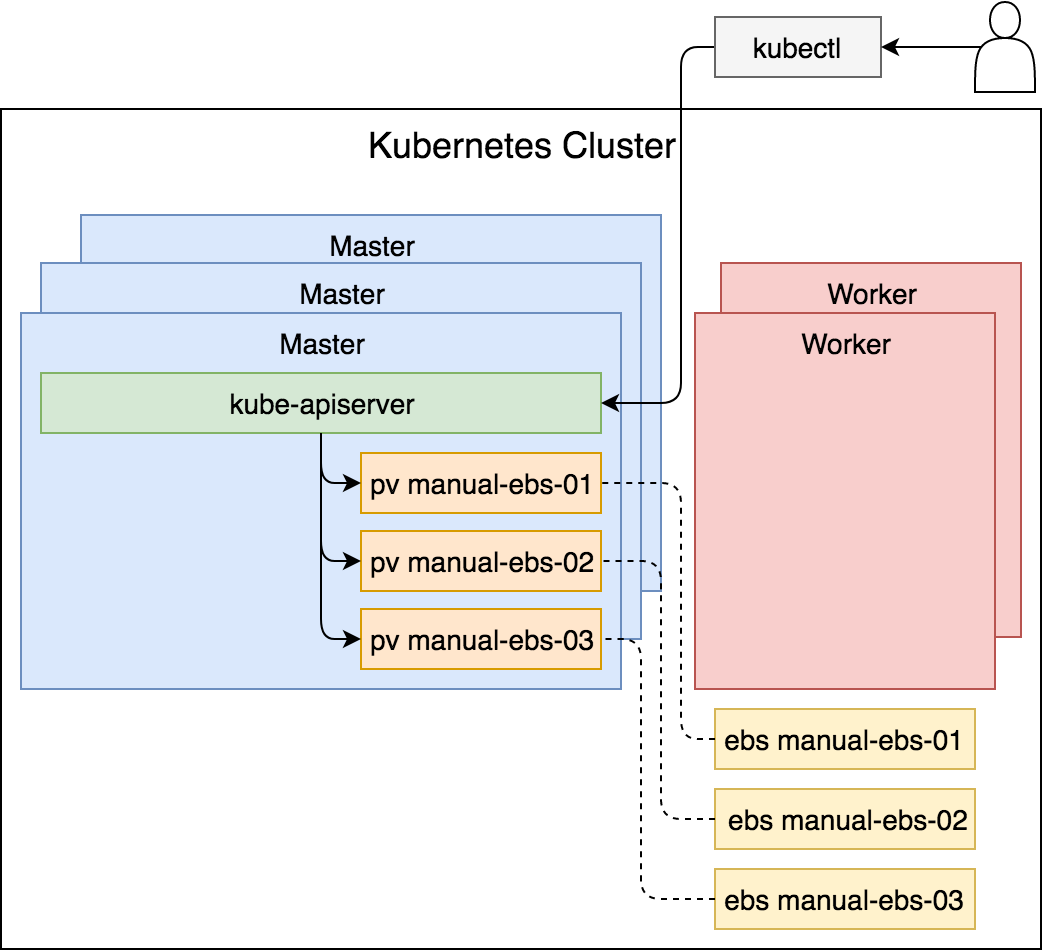 kubectl
Kubernetes Cluster
Master
Master
Master
Worker
Worker
kube-apiserver
pv manual-ebs-01
pv manual-ebs-02
pv manual-ebs-03
ebs manual-ebs-01
ebs manual-ebs-02
ebs manual-ebs-03